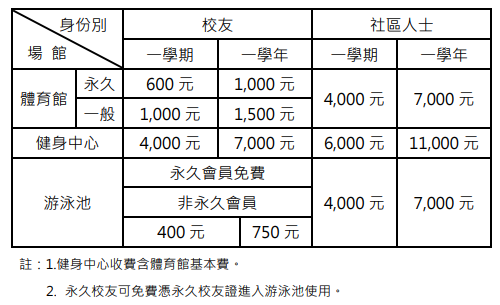 身份別 校友 社區人士
場 館 一學期 一學年 一學期 一學年
體育館 永久 600 元 1,000 元 4,000 元 7,000 元
一般 1,000 元 1,500 元
健身中心 4,000 元 7,000 元 6,000 元 11,000 元
游泳池 永久會員免費 4,000 元 7,000 元
非永久會員
400 元 750 元
註：1.健身中心收費含體育館基本費。
2. 永久校友可免費憑永久校友證進入游泳池使用。